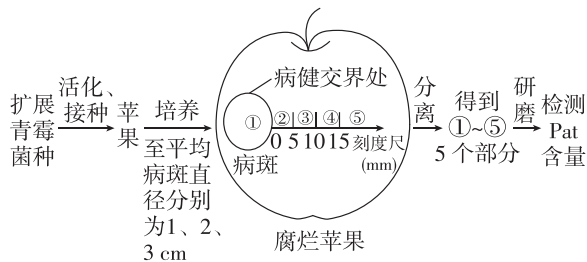 扩展
青霉
菌种
活化、
接种
苹
果
培养
至平均
病斑直
径分别
为1、2、
3 cm
病健交界处
① ② ③ ④ ⑤
0 5 10 15 刻度尺
(mm)
病斑
腐烂苹果
分
离
得到
①~⑤
5 个部分
研
磨
检测
Pat
含量